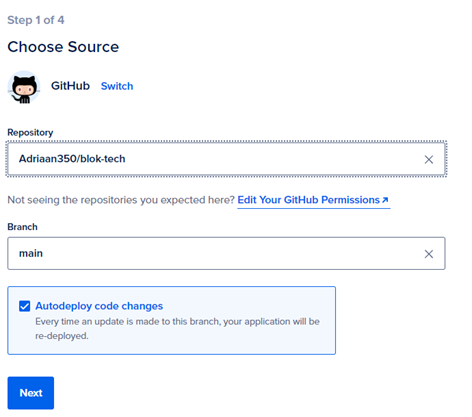 Step 1 of 4
Choose Source
GitHub Switch
Repository
Adriaan350/blok-tech
Not seeing the repositories you expected here? Edit Your GitHub Permissions
Branch
main
Autodeploy code changes
Every time an update is made to this branch, your application will be
re-deployed.
Next